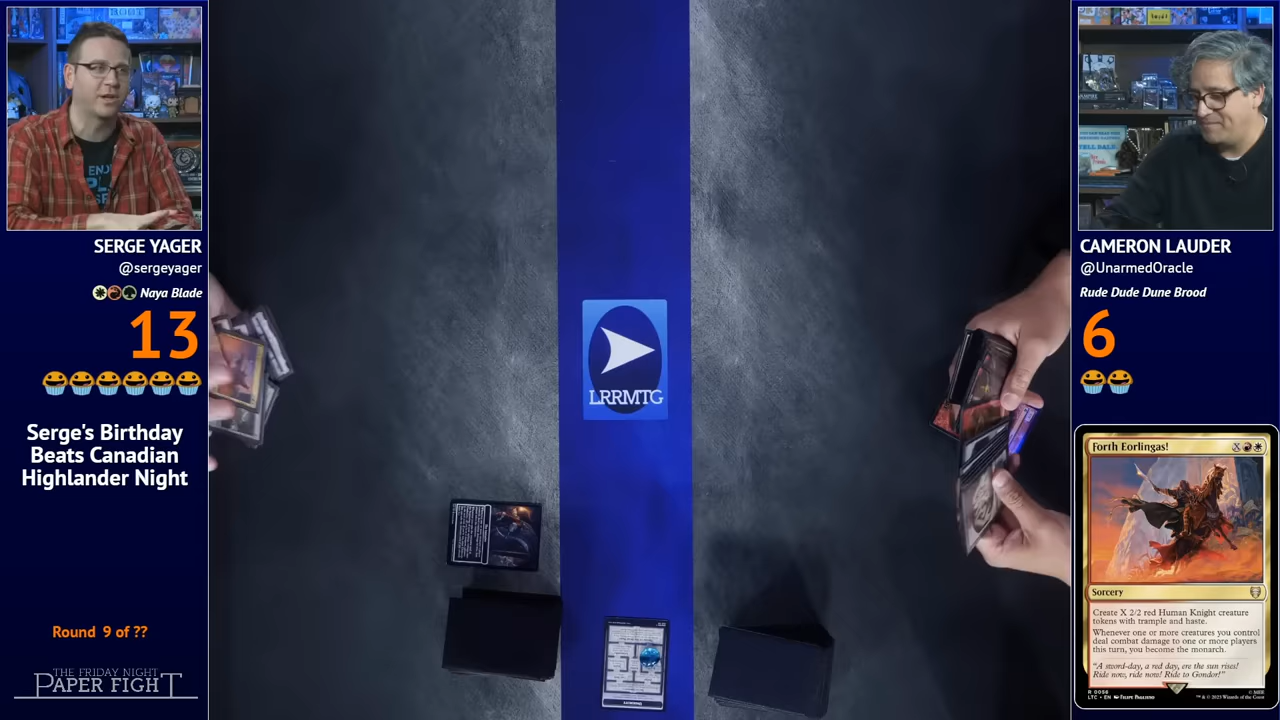 SERGE YAGER
@sergeyager
Naya Blade
13
Serge's Birthday
Beats Canadian
Highlander Night
Round 9 of ??
THE FRIDAY NIGHT
PAPER FIGHT
ENJOY
LRRMTG
CAMERON LAUDER
@UnarmedOracle
Rude Dude Dune Brood
6
Forth Eorlingas!
X
Sorcery
Create X 2/2 red Human Knight creature
tokens with trample and haste.
Whenever one or more creatures you control
deal combat damage to one or more players
this turn, you become the monarch.
"A sword-day, a red day, ere the sun rises!
Ride now, ride now! Ride to Gondor!"
R 0056
LTC • EN